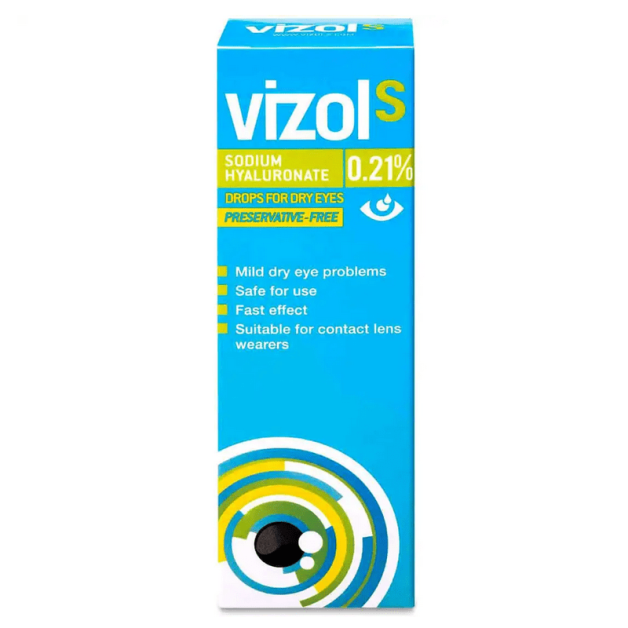 vizol S
vizol S
SODIUM
HYALURONATE 0.21%
DROPS FOR DRY EYES
PRESERVATIVE-FREE
Mild dry eye problems
Safe for use
Fast effect
Suitable for contact lens
wearers